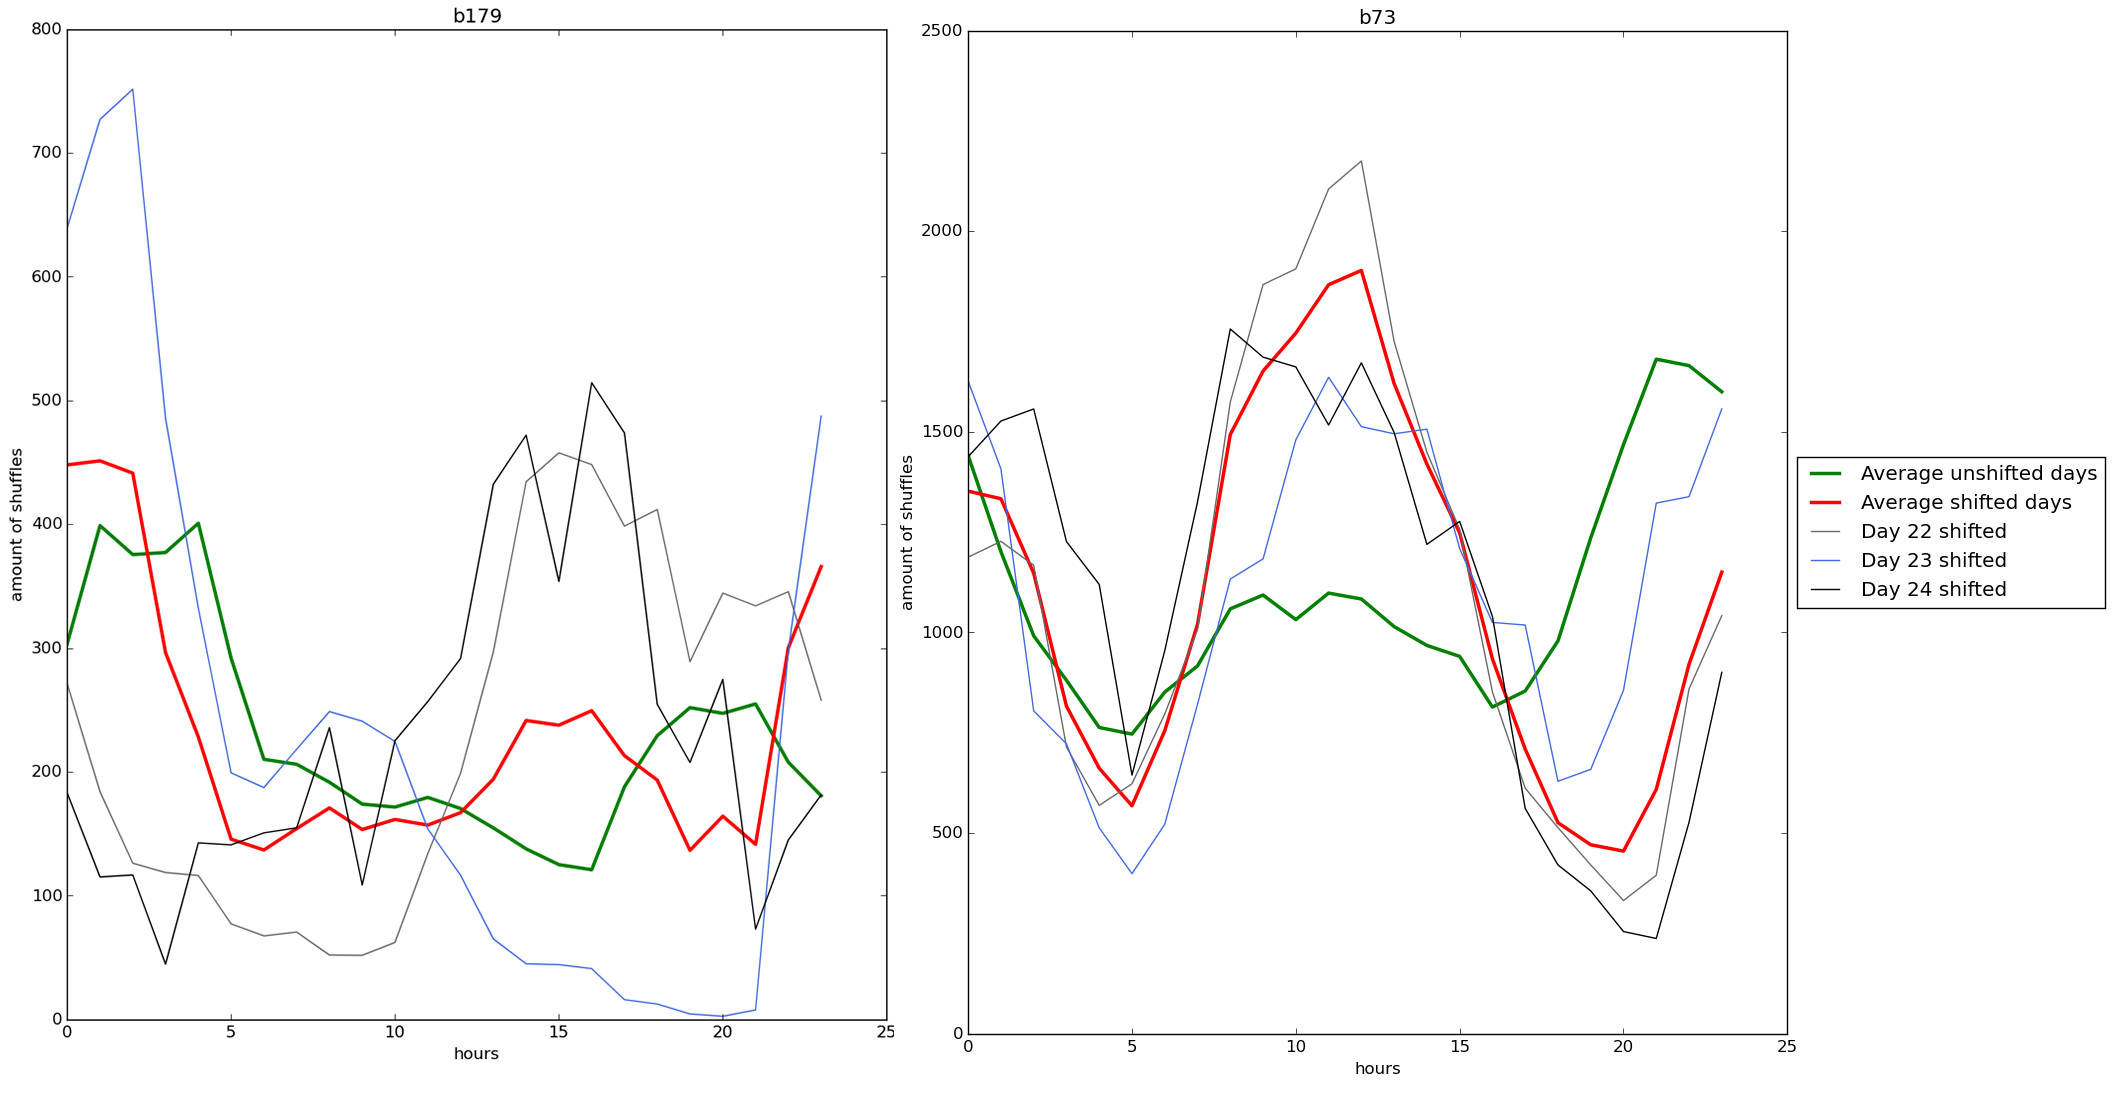 b179
800
700
600
500
400
300
200
100
0
0 5 10 15 20 25
hours
amount of shuffles
b73
2500
2000
1500
1000
500
0
0 5 10 15 20 25
hours
amount of shuffles
Average unshifted days
Average shifted days
Day 22 shifted
Day 23 shifted
Day 24 shifted